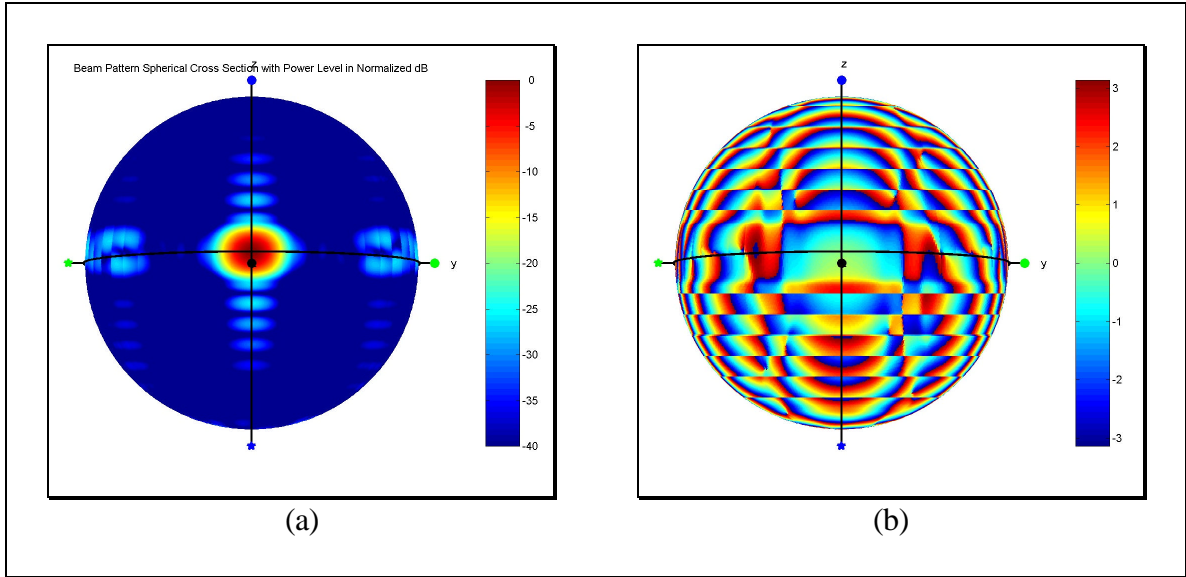 Beam Pattern Spherical Cross Section with Power Level in Normalized dB
z
y
0
-5
-10
-15
-20
-25
-30
-35
-40
(a)
z
y
3
2
1
0
-1
-2
-3
(b)